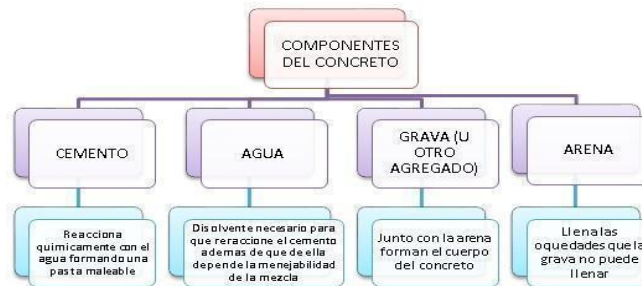 COMPONENTES
DEL CONCRETO
CEMENTO
AGUA
GRAVA (U
OTRO
AGREGADO)
ARENA
Reacciona
quimicamente con el
agua formando una
pasta maleable
Disolvente necesario para
que reraccione el cemento
ademas de que de ella
depende la menejabilidad
de la mezcla
Junto con la arena
forman el cuerpo
del concreto
Llena las
oquedades que la
grava no puede
llenar